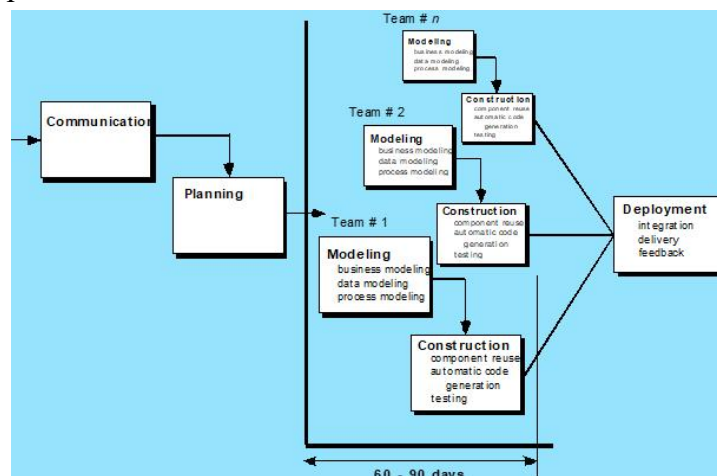 Team # n
Modeling
business modeling
data modeling
process modeling
Construction
component reuse
automatic code
generation
testing
Team # 2
Modeling
business modeling
data modeling
process modeling
Construction
component reuse
automatic code
generation
testing
Communication
Planning
Team # 1
Modeling
business modeling
data modeling
process modeling
Construction
component reuse
automatic code
generation
testing
Deployment
integration
delivery
feedback
60 - 90 days